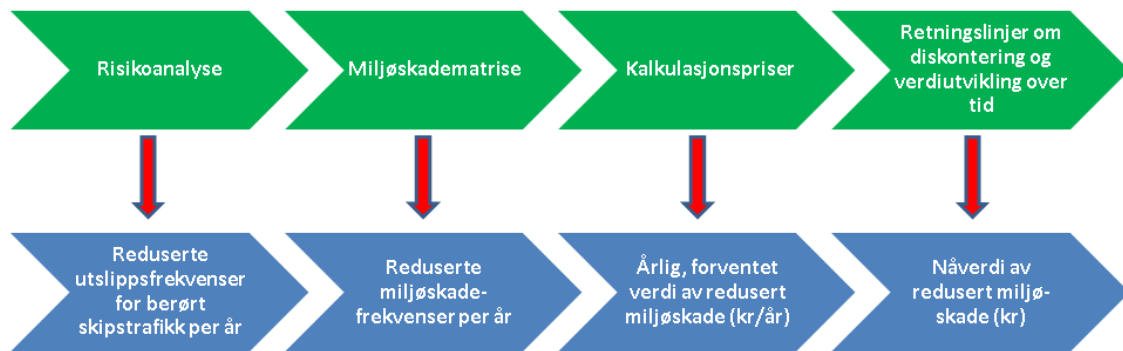 Risikoanalyse
Miljøskadematrise
Kalkulasjonspriser
Retningslinjer om
diskontering og
verdiutvikling over
tid
Reduserte
utslippsfrekvenser
for berørt
skipstrafikk per år
Reduserte
miljøskade-
frekvenser per år
Årlig, forventet
verdi av redusert
miljøskade (kr/år)
Nåverdi av
redusert miljø-
skade (kr)